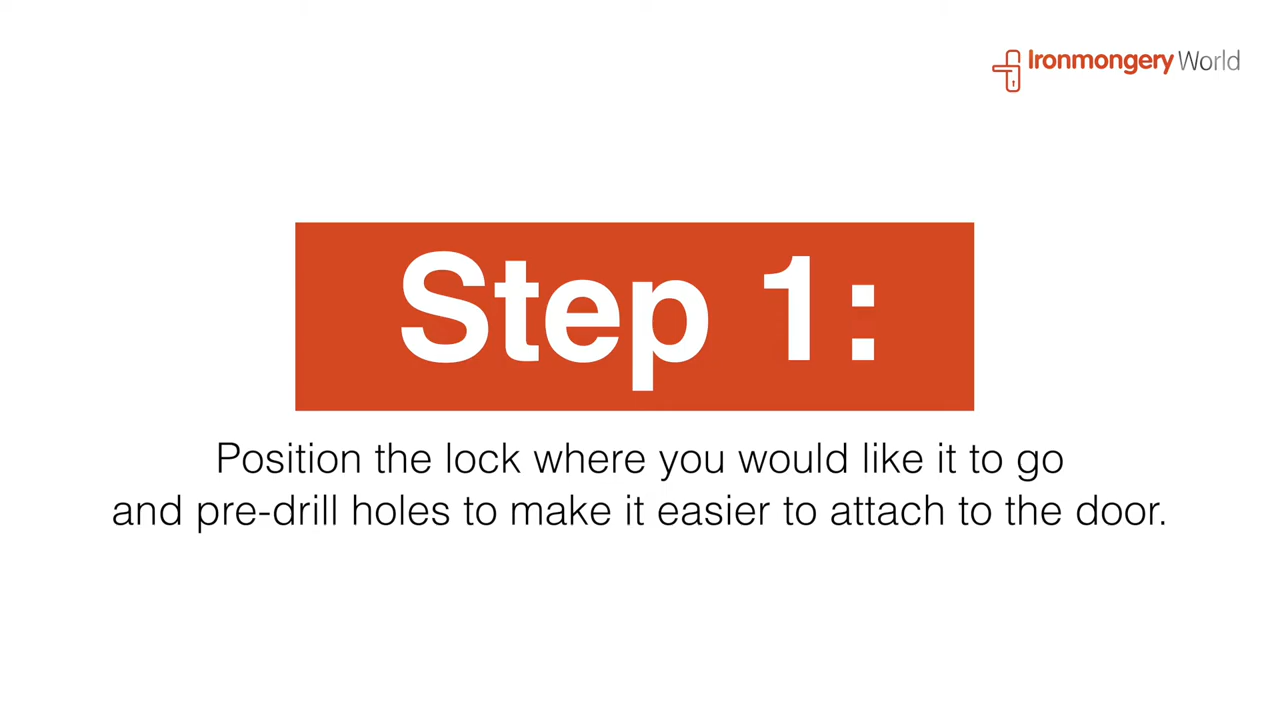 Ironmongery World
Step 1:
Position the lock where you would like it to go
and pre-drill holes to make it easier to attach to the door.